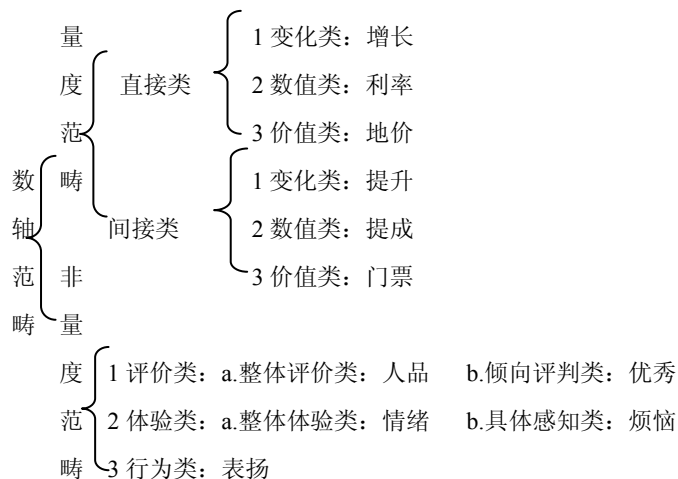 数轴范畴
量度范畴
直接类
1 变化类：增长
2 数值类：利率
3 价值类：地价
间接类
1 变化类：提升
2 数值类：提成
3 价值类：门票
非量度范畴
1 评价类：a.整体评价类：人品 b.倾向评判类：优秀
2 体验类：a.整体体验类：情绪 b.具体感知类：烦恼
3 行为类：表扬